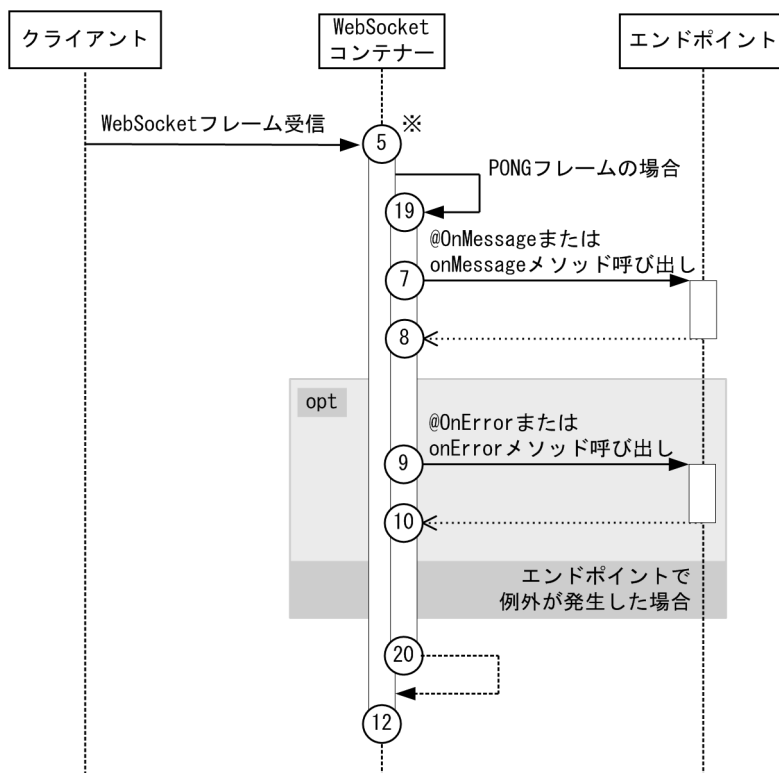 クライアント
WebSocket
コンテナー
エンドポイント
WebSocketフレーム受信
5
※
PONGフレームの場合
19
@OnMessageまたは
onMessageメソッド呼び出し
7
8
opt
@OnErrorまたは
onErrorメソッド呼び出し
9
10
エンドポイントで
例外が発生した場合
20
12